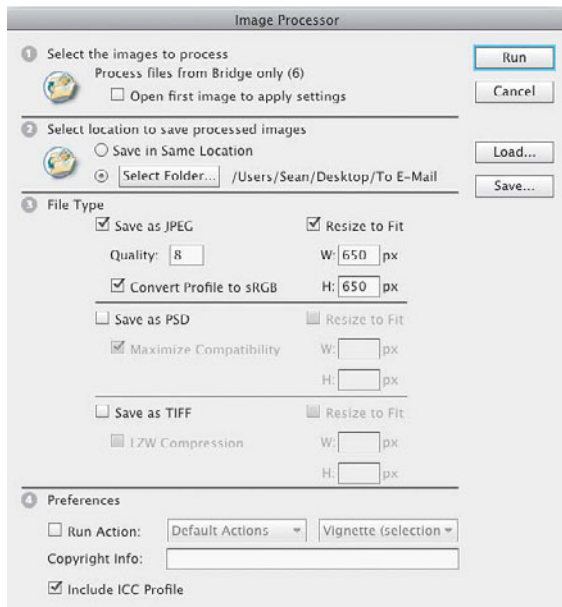 Image Processor
1 Select the images to process
Run
Process files from Bridge only (6)
Open first image to apply settings
Cancel
2 Select location to save processed images
Save in Same Location
Load...
Select Folder... /Users/Sean/Desktop/To E-Mail
Save...
3 File Type
Save as JPEG Resize to Fit
Quality: 8 W: 650 px
Convert Profile to sRGB H: 650 px
Save as PSD Resize to Fit
Maximize Compatibility W: px
H: px
Save as TIFF Resize to Fit
LZW Compression W: px
H: px
4 Preferences
Run Action: Default Actions Vignette (selection
Copyright Info:
Include ICC Profile